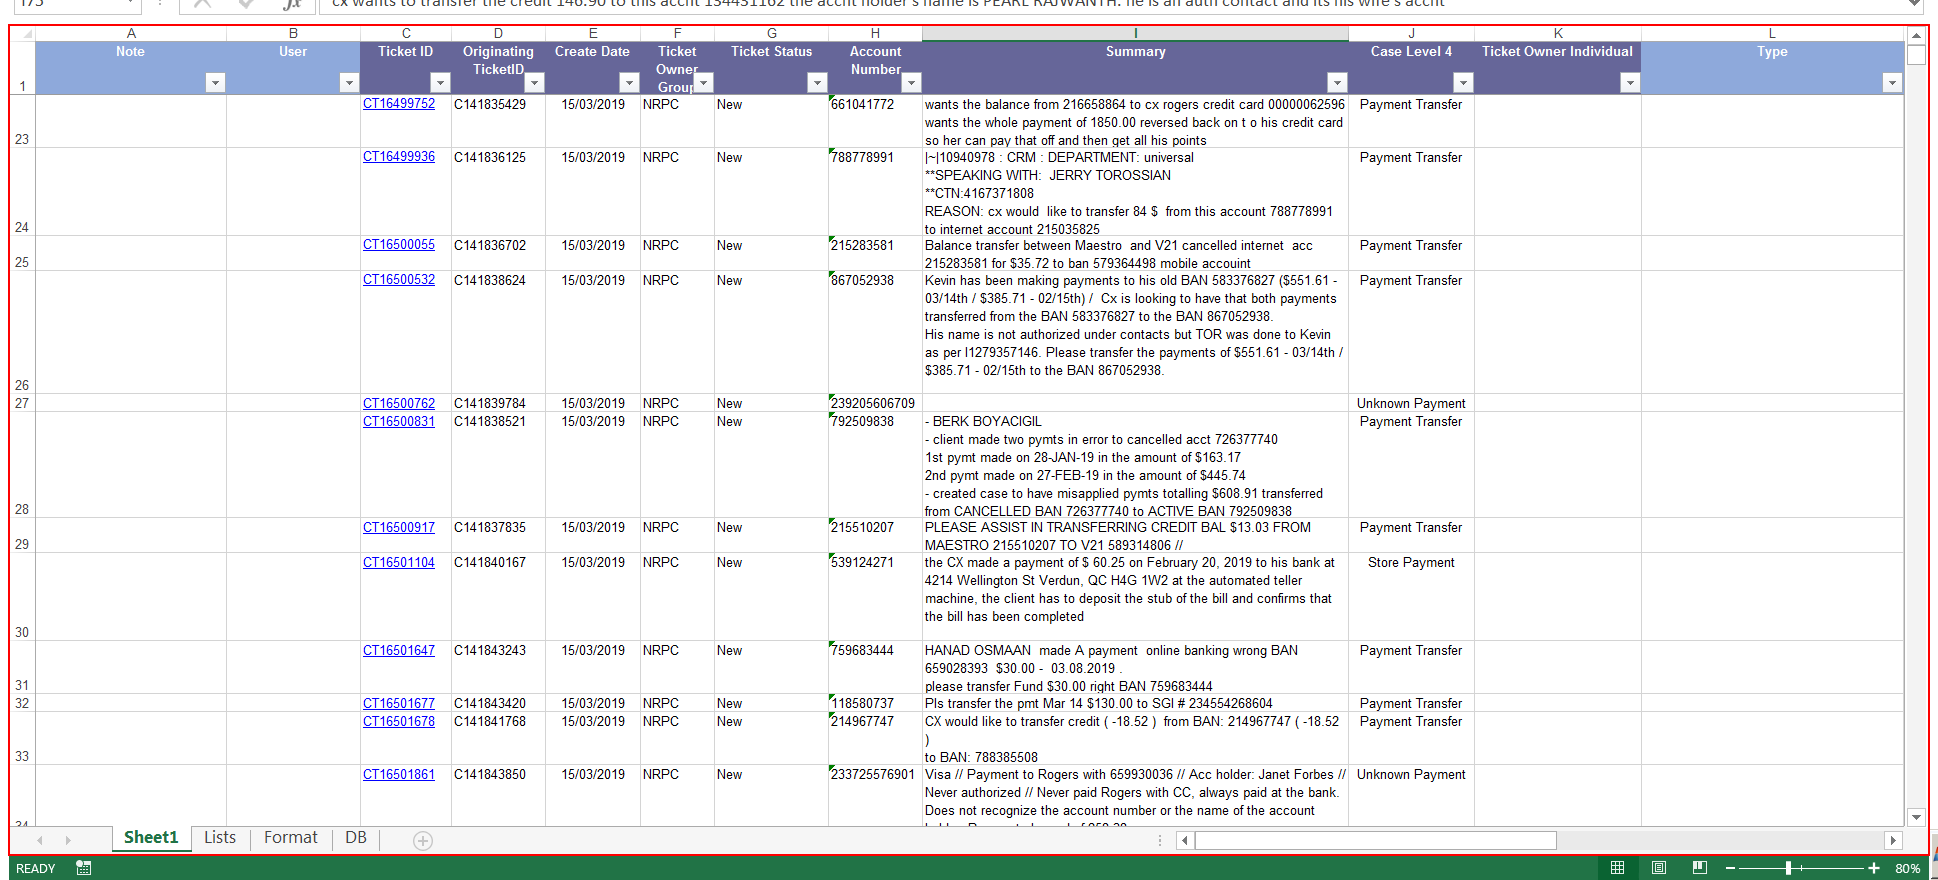 175
fx
cx wants to transfer the credit 146.90 to this accnt 134431162 the accnt holder's name is PEARL RAJWANTH. he is an auth contact and its his wife's accnt
A B C D E F G H I J K L
1 Note User Ticket ID Originating TicketID Create Date Ticket Owner Group Ticket Status Account Number Summary Case Level 4 Ticket Owner Individual Type
23 CT16499752 C141835429 15/03/2019 NRPC New 661041772 wants the balance from 216658864 to cx rogers credit card 00000062596 Payment Transfer
wants the whole payment of 1850.00 reversed back on t o his credit card
so her can pay that off and then get all his points
24 CT16499936 C141836125 15/03/2019 NRPC New 788778991 |~|10940978 : CRM : DEPARTMENT: universal Payment Transfer
**SPEAKING WITH: JERRY TOROSSIAN
**CTN:4167371808
REASON: cx would like to transfer 84 $ from this account 788778991
to internet account 215035825
25 CT16500055 C141836702 15/03/2019 NRPC New 215283581 Balance transfer between Maestro and V21 cancelled internet acc Payment Transfer
215283581 for $35.72 to ban 579364498 mobile accoaint
26 CT16500532 C141838624 15/03/2019 NRPC New 867052938 Kevin has been making payments to his old BAN 583376827 ($551.61 - Payment Transfer
03/14th / $385.71 - 02/15th) / Cx is looking to have that both payments
transferred from the BAN 583376827 to the BAN 867052938.
His name is not authorized under contacts but TOR was done to Kevin
as per I1279357146. Please transfer the payments of $551.61 - 03/14th /
$385.71 - 02/15th to the BAN 867052938.
27 CT16500762 C141839784 15/03/2019 NRPC New 239205606709 Unknown Payment
28 CT16500831 C141838521 15/03/2019 NRPC New 792509838 - BERK BOYACIGIL Payment Transfer
- client made two pymts in error to cancelled acct 726377740
1st pymt made on 28-JAN-19 in the amount of $163.17
2nd pymt made on 27-FEB-19 in the amount of $445.74
- created case to have misapplied pymts totalling $608.91 transferred
from CANCELLED BAN 726377740 to ACTIVE BAN 792509838
29 CT16500917 C141837835 15/03/2019 NRPC New 215510207 PLEASE ASSIST IN TRANSFERRING CREDIT BAL $13.03 FROM Payment Transfer
MAESTRO 215510207 TO V21 589314806 //
30 CT16501104 C141840167 15/03/2019 NRPC New 539124271 the CX made a payment of $ 60.25 on February 20, 2019 to his bank at Store Payment
4214 Wellington St Verdun, QC H4G 1W2 at the automated teller
machine, the client has to deposit the stub of the bill and confirms that
the bill has been completed
31 CT16501647 C141843243 15/03/2019 NRPC New 759683444 HANAD OSMAAN made A payment online banking wrong BAN Payment Transfer
659028393 $30.00 - 03.08.2019 .
please transfer Fund $30.00 right BAN 759683444
32 CT16501677 C141843420 15/03/2019 NRPC New 118580737 Pls transfer the pmt Mar 14 $130.00 to SGI # 234554268604 Payment Transfer
33 CT16501678 C141841768 15/03/2019 NRPC New 214967747 CX would like to transfer credit ( -18.52 ) from BAN: 214967747 ( -18.52 Payment Transfer
)
to BAN: 788385508
34 CT16501861 C141843850 15/03/2019 NRPC New 233725576901 Visa // Payment to Rogers with 659930036 // Acc holder: Janet Forbes // Unknown Payment
Never authorized // Never paid Rogers with CC, always paid at the bank.
Does not recognize the account number or the name of the account
Sheet1 Lists Format DB
READY 80%